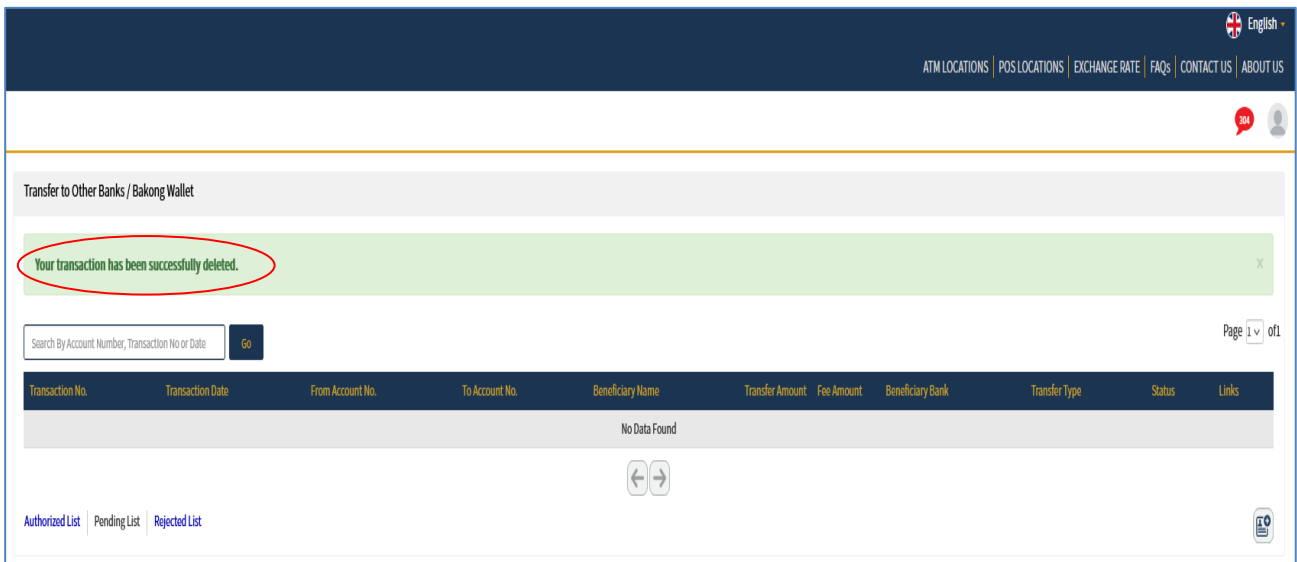 English
ATM LOCATIONS | POS LOCATIONS | EXCHANGE RATE | FAQs | CONTACT US | ABOUT US
304
Transfer to Other Banks / Bakong Wallet
Your transaction has been successfully deleted.
X
Search By Account Number, Transaction No or Date Go
Page 1 of1
Transaction No. Transaction Date From Account No. To Account No. Beneficiary Name Transfer Amount Fee Amount Beneficiary Bank Transfer Type Status Links
No Data Found
Authorized List | Pending List | Rejected List